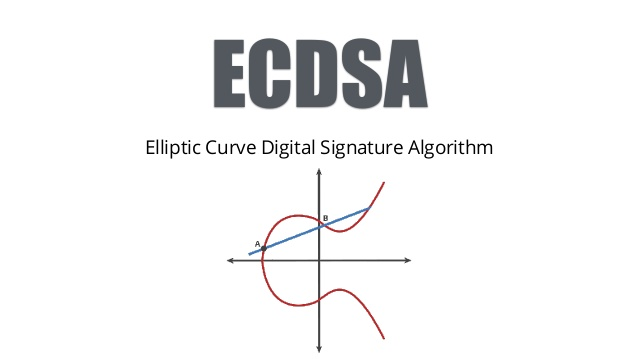 ECDSA
Elliptic Curve Digital Signature Algorithm
B
A